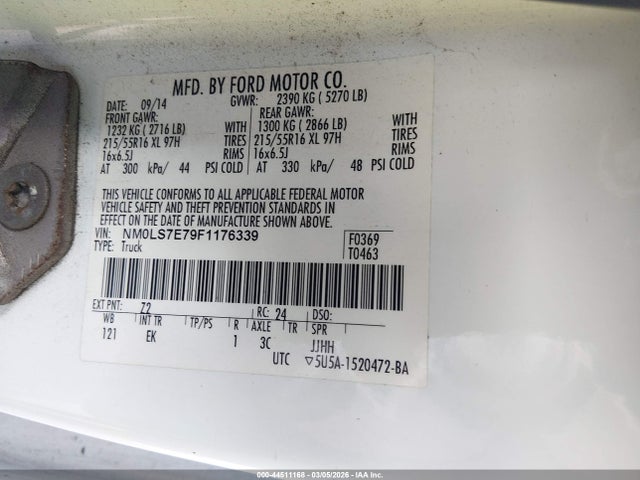 MFD. BY FORD MOTOR CO.
DATE: 09/14 GVWR: 2390 KG ( 5270 LB)
FRONT GAWR: REAR GAWR:
1232 KG ( 2716 LB) WITH 1300 KG ( 2866 LB) WITH
215/55R16 XL 97H TIRES 215/55R16 XL 97H TIRES
16x6.5J RIMS 16x6.5J RIMS
AT 300 kPa/ 44 PSI COLD AT 330 kPa/ 48 PSI COLD
THIS VEHICLE CONFORMS TO ALL APPLICABLE FEDERAL MOTOR
VEHICLE SAFETY AND THEFT PREVENTION STANDARDS IN
EFFECT ON THE DATE OF MANUFACTURE SHOWN ABOVE.
VIN: NM0LS7E79F1176339 F0369
TYPE: Truck T0463
EXT PNT: Z2 RC: 24 DSO:
WB INT TR TP/PS R AXLE TR SPR
121 EK 1 3C JJHH
UTC ▽5U5A-1520472-BA
000-44511168 - 03/05/2026 - IAAI.COM